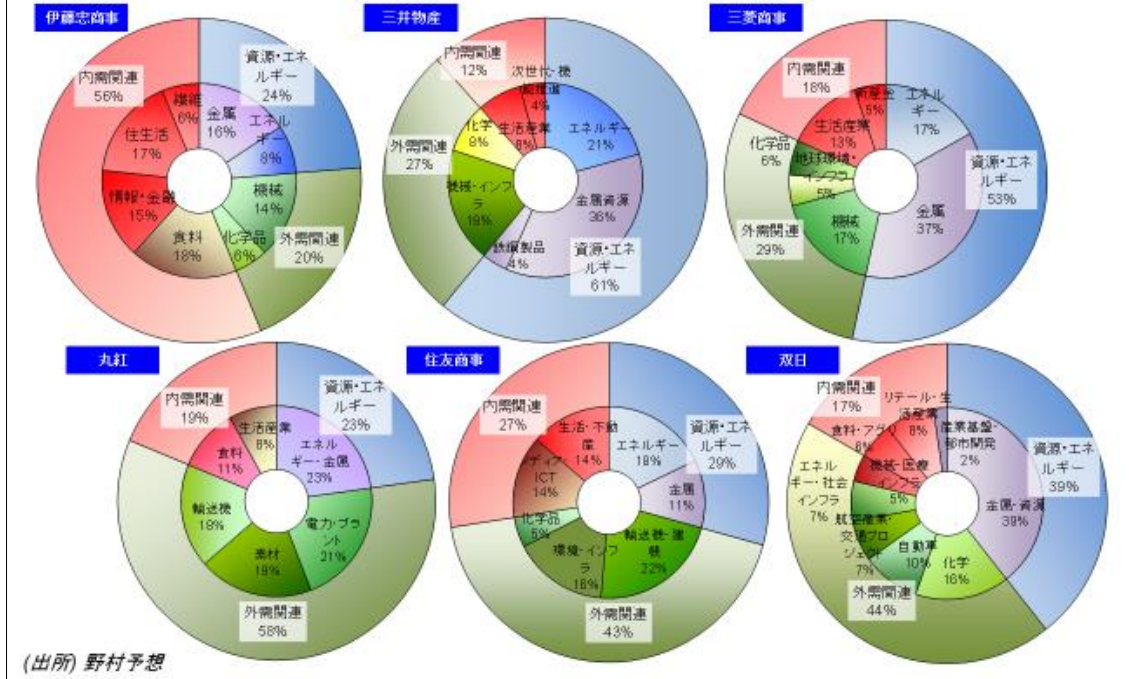 伊藤忠商事
内需関連
56%
資源・エネ
ルギー
24%
外需関連
20%
繊維
6%
金属
16%
エネル
ギー
8%
機械
14%
化学品
6%
食料
18%
情報・金融
15%
住生活
17%
三井物産
内需関連
12%
外需関連
27%
資源・エネ
ルギー
61%
次世代・機
能推進
4%
エネルギー
21%
金属資源
36%
鉄鋼製品
4%
機械・インフ
ラ
19%
化学
8%
生活産業
8%
三菱商事
内需関連
18%
資源・エネ
ルギー
53%
外需関連
29%
新産金
5%
エネル
ギー
17%
金属
37%
機械
17%
化学品
6%
地球環境・
インフラ
5%
生活産業
13%
丸紅
内需関連
19%
資源・エネ
ルギー
23%
外需関連
58%
生活産業
8%
エネル
ギー・金属
23%
電力・プラ
ント
21%
素材
19%
輸送機
18%
食料
11%
住友商事
内需関連
27%
資源・エネ
ルギー
29%
外需関連
43%
生活・不動
産
14%
エネルギー
18%
金属
11%
輸送機・建
機
22%
環境・インフ
ラ
16%
化学品
5%
メディア・
ICT
14%
双日
内需関連
17%
資源・エネ
ルギー
39%
外需関連
44%
リテール・生
活産業
8%
産業基盤・
都市開発
2%
金属・資源
39%
化学
16%
自動車
10%
航空産業・
交通プロ
ジェクト
7%
エネル
ギー・社会
インフラ
7%
機械・医療
インフラ
5%
食料・アグリ
6%
(出所) 野村予想